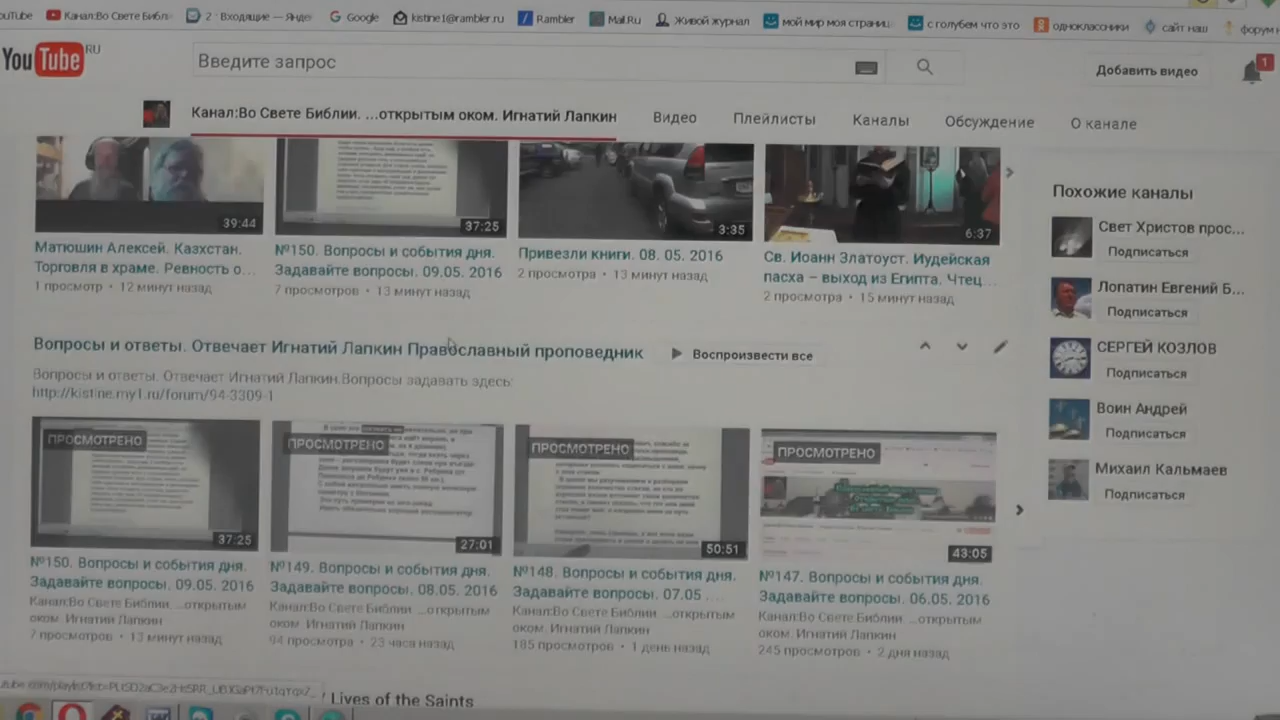 ouTube
Канал:Во Свете Библ
2 · Входящие — Янде
Google
kistine1@rambler.ru
Rambler
Mail.Ru
Живой журнал
мой мир моя страниц
с голубем что это
одноклассники
сайт наш
форум
YouTube RU
Введите запрос
Добавить видео
1
Канал:Во Свете Библии. ...открытым оком. Игнатий Лапкин
Видео
Плейлисты
Каналы
Обсуждение
О канале
39:44
37:25
3:35
6:37
Матюшин Алексей. Казхстан.
Торговля в храме. Ревность о...
1 просмотр • 12 минут назад
№150. Вопросы и события дня.
Задавайте вопросы. 09.05. 2016
7 просмотров • 13 минут назад
Привезли книги. 08. 05. 2016
2 просмотра • 13 минут назад
Св. Иоанн Златоуст. Иудейская
пасха – выход из Египта. Чтец...
2 просмотра • 15 минут назад
Похожие каналы
Свет Христов прос...
Подписаться
Лопатин Евгений Б...
Подписаться
СЕРГЕЙ КОЗЛОВ
Подписаться
Воин Андрей
Подписаться
Михаил Кальмаев
Подписаться
Вопросы и ответы. Отвечает Игнатий Лапкин Православный проповедник
Воспроизвести все
Вопросы и ответы. Отвечает Игнатий Лапкин.Вопросы задавать здесь:
http://kistine.my1.ru/forum/94-3309-1
ПРОСМОТРЕНО
37:25
ПРОСМОТРЕНО
27:01
ПРОСМОТРЕНО
50:51
ПРОСМОТРЕНО
43:05
№150. Вопросы и события дня.
Задавайте вопросы. 09.05. 2016
Канал:Во Свете Библии. ...открытым
оком. Игнатий Лапкин
7 просмотров • 13 минут назад
№149. Вопросы и события дня.
Задавайте вопросы. 08.05. 2016
Канал:Во Свете Библии. ...открытым
оком. Игнатий Лапкин
94 просмотра • 23 часа назад
№148. Вопросы и события дня.
Задавайте вопросы. 07.05 ...
Канал:Во Свете Библии. ...открытым
оком. Игнатий Лапкин
185 просмотров • 1 день назад
№147. Вопросы и события дня.
Задавайте вопросы. 06.05. 2016
Канал:Во Свете Библии. ...открытым
оком. Игнатий Лапкин
245 просмотров • 2 дня назад
Lives of the Saints